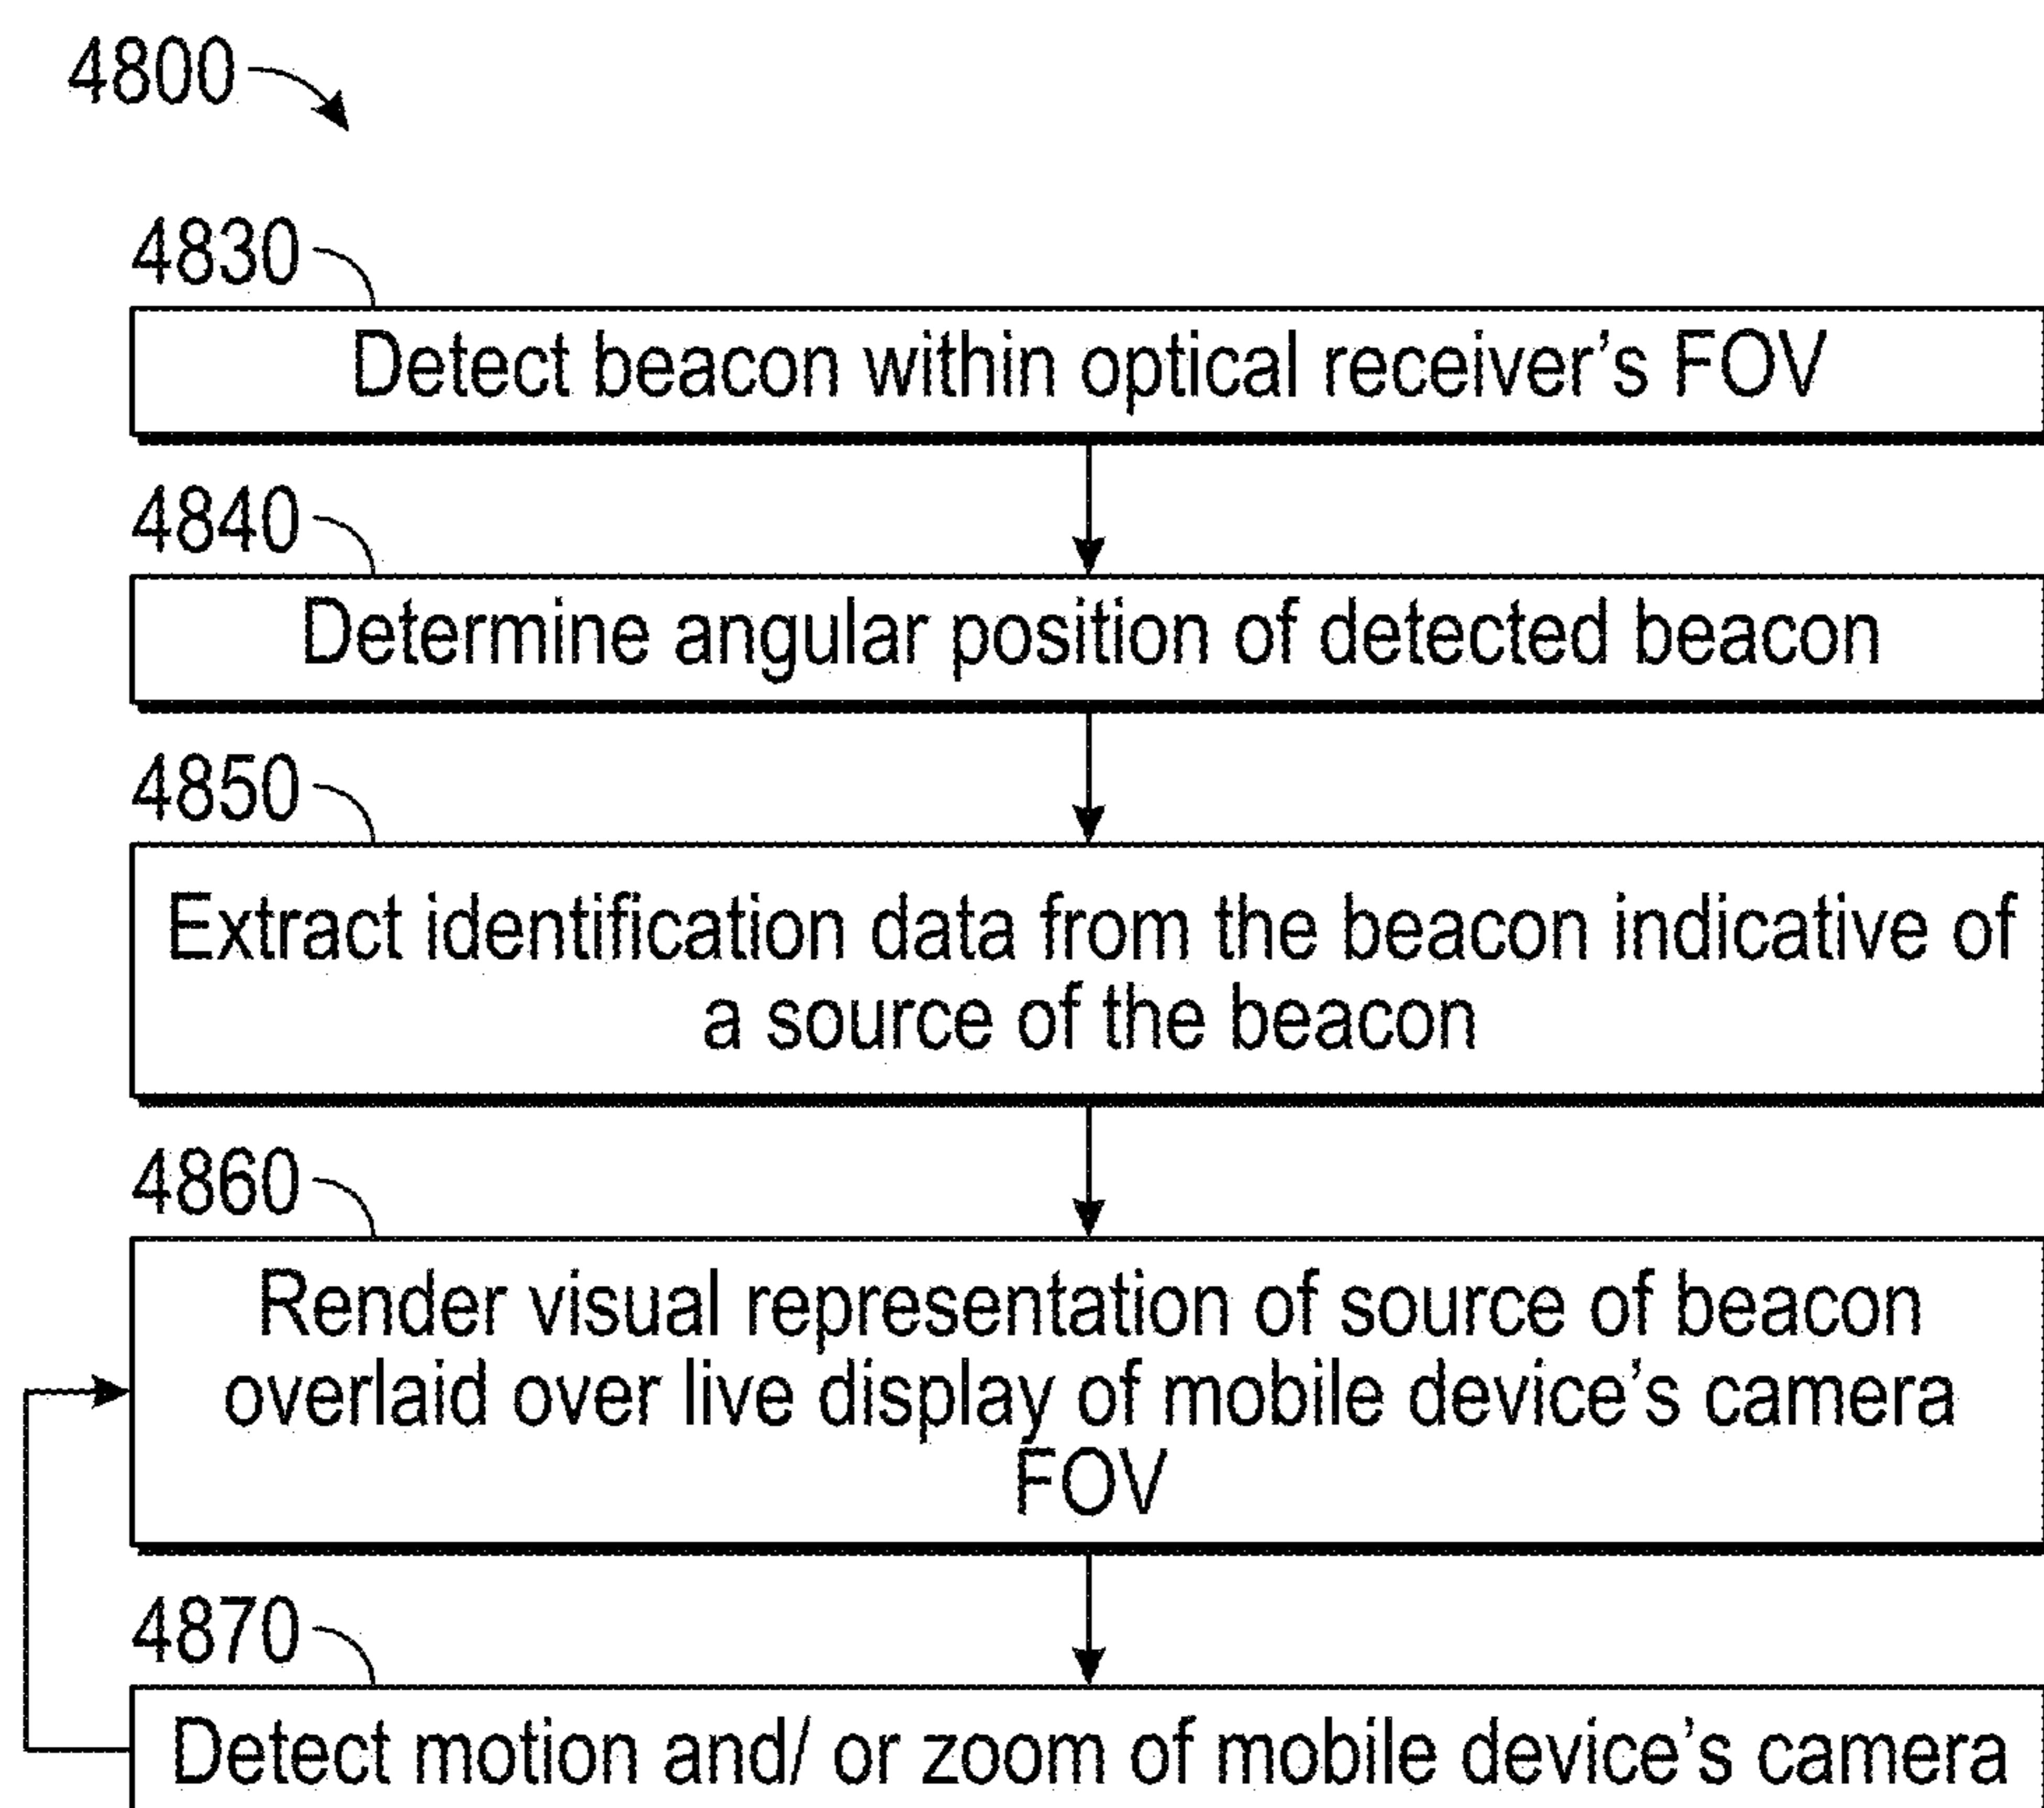 4800
4830
Detect beacon within optical receiver's FOV
4840
Determine angular position of detected beacon
4850
Extract identification data from the beacon indicative of
a source of the beacon
4860
Render visual representation of source of beacon
overlaid over live display of mobile device's camera
FOV
4870
Detect motion and/ or zoom of mobile device's camera